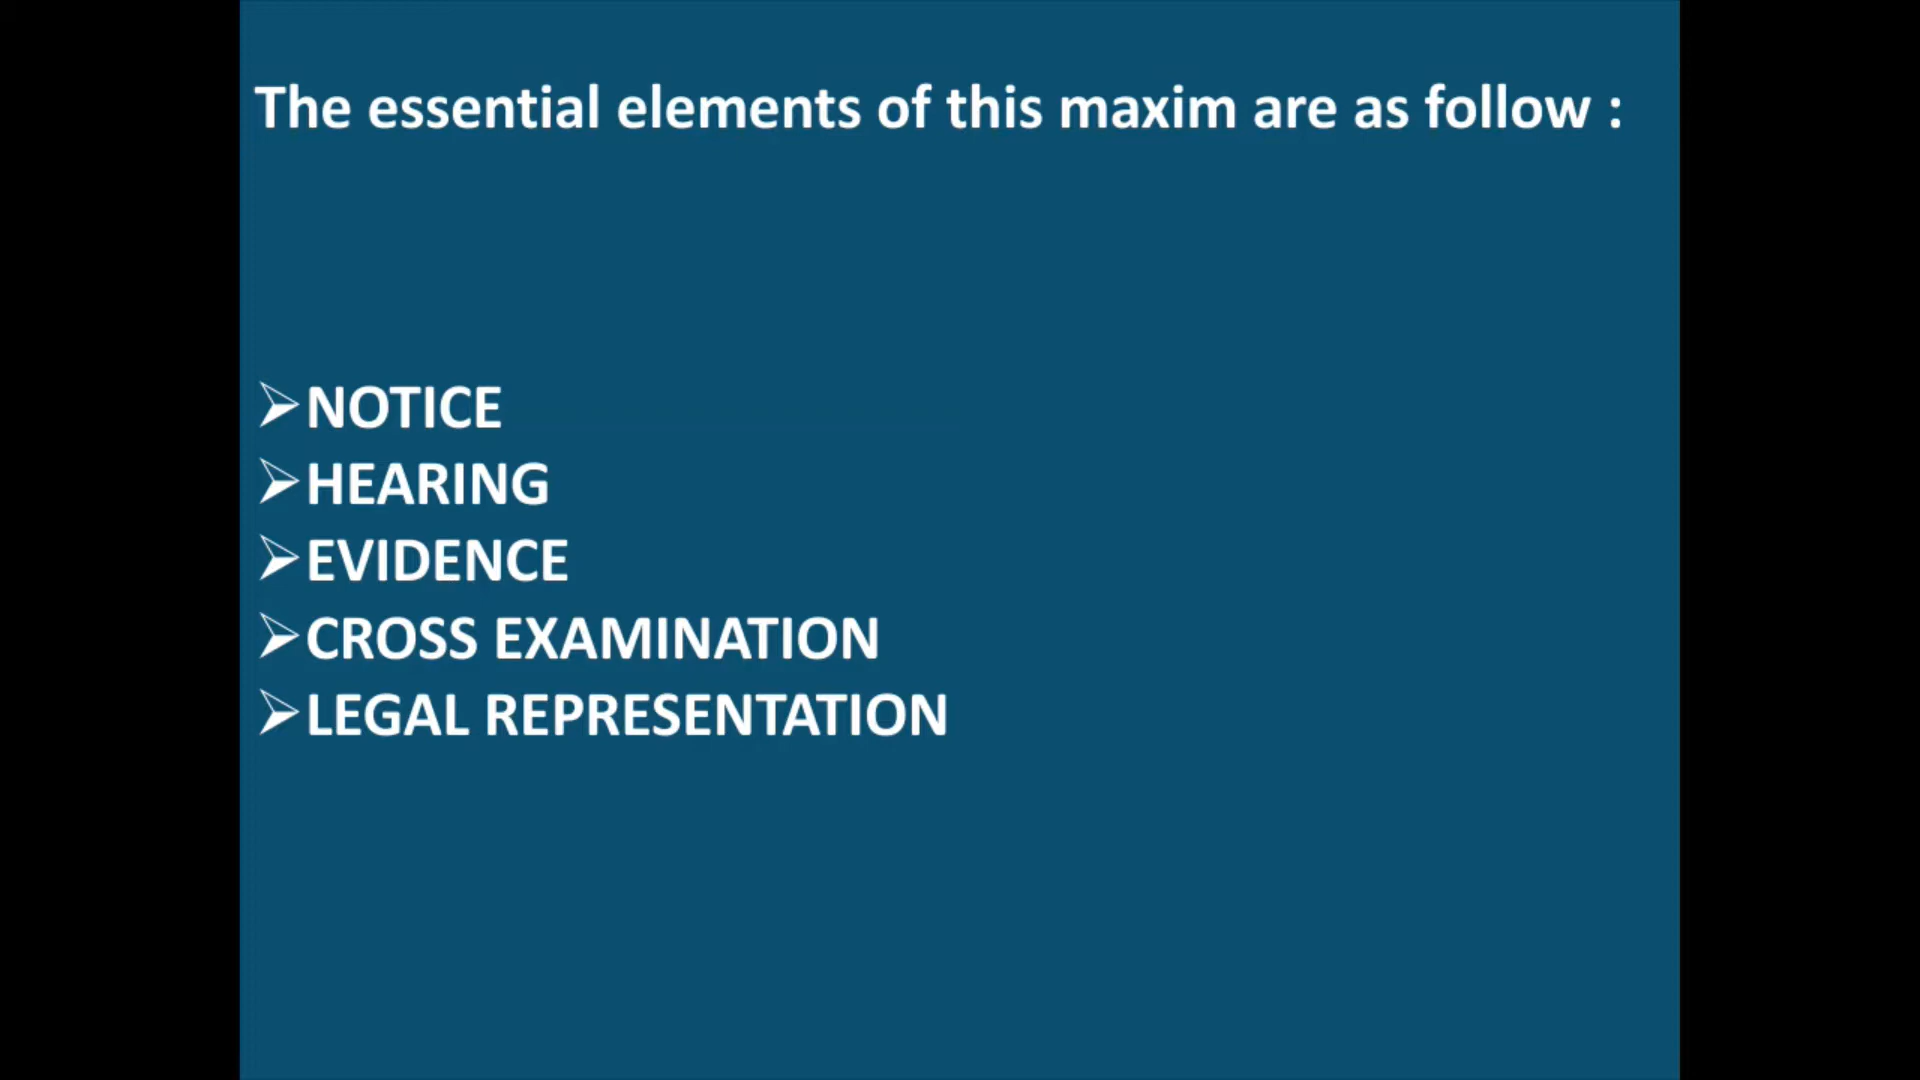 The essential elements of this maxim are as follow :
➢NOTICE
➢HEARING
➢EVIDENCE
➢CROSS EXAMINATION
➢LEGAL REPRESENTATION